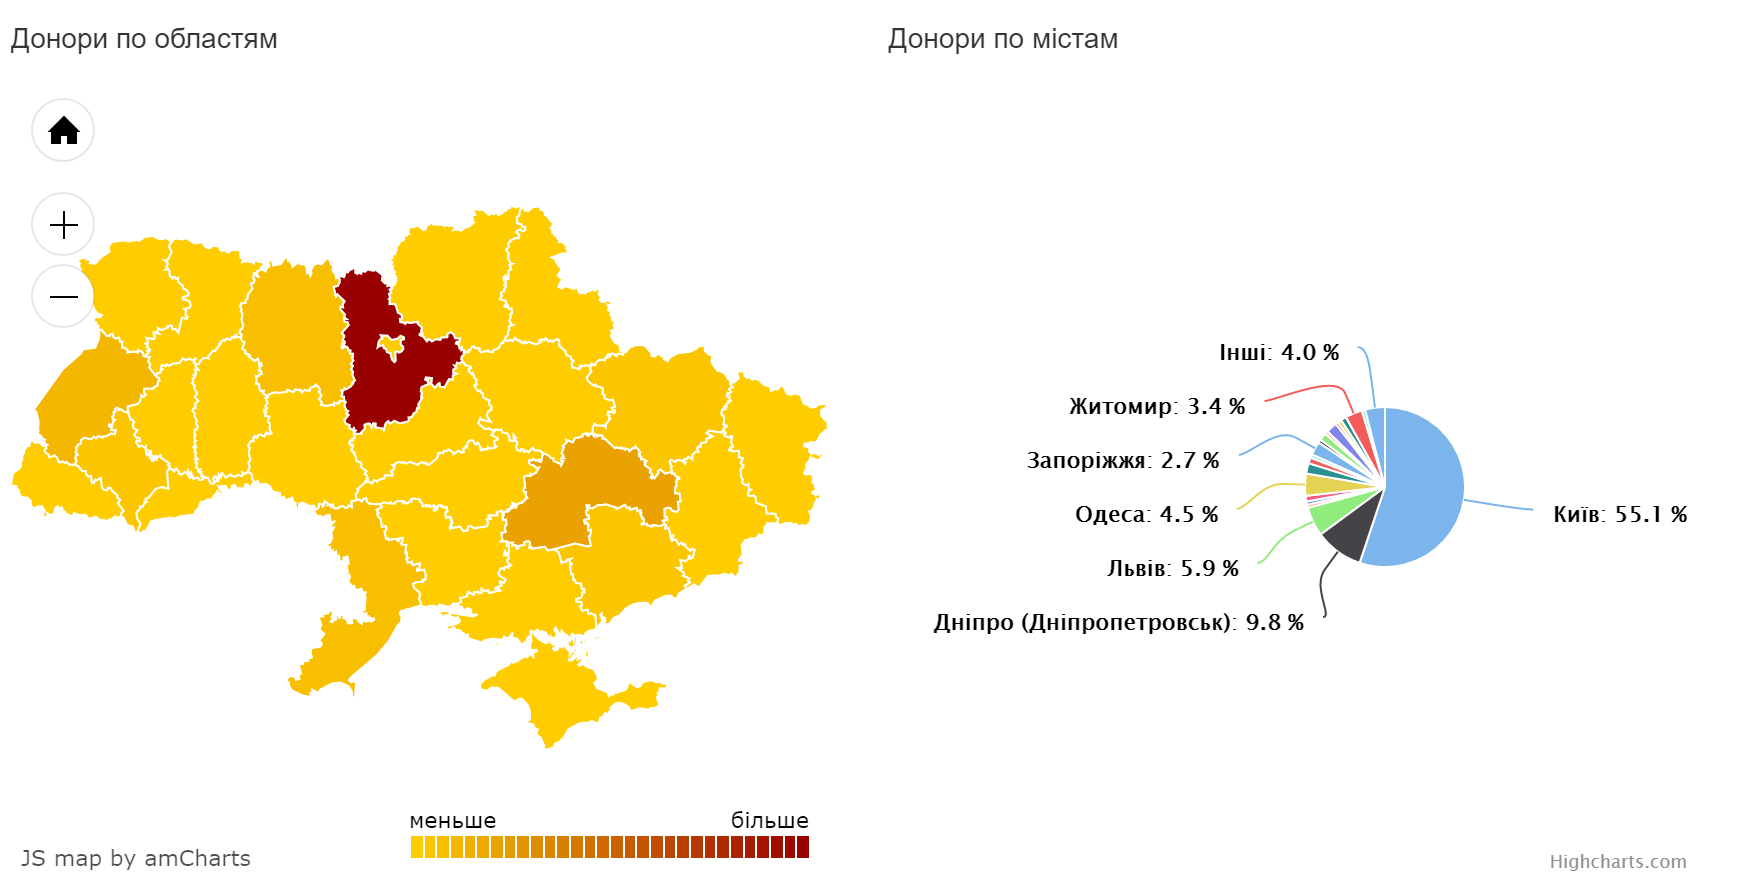 Донори по областям
Донори по містам
Інші: 4.0 %
Житомир: 3.4 %
Запоріжжя: 2.7 %
Одеса: 4.5 %
Київ: 55.1 %
Львів: 5.9 %
Дніпро (Дніпропетровськ): 9.8 %
меньше
більше
JS map by amCharts
Highcharts.com